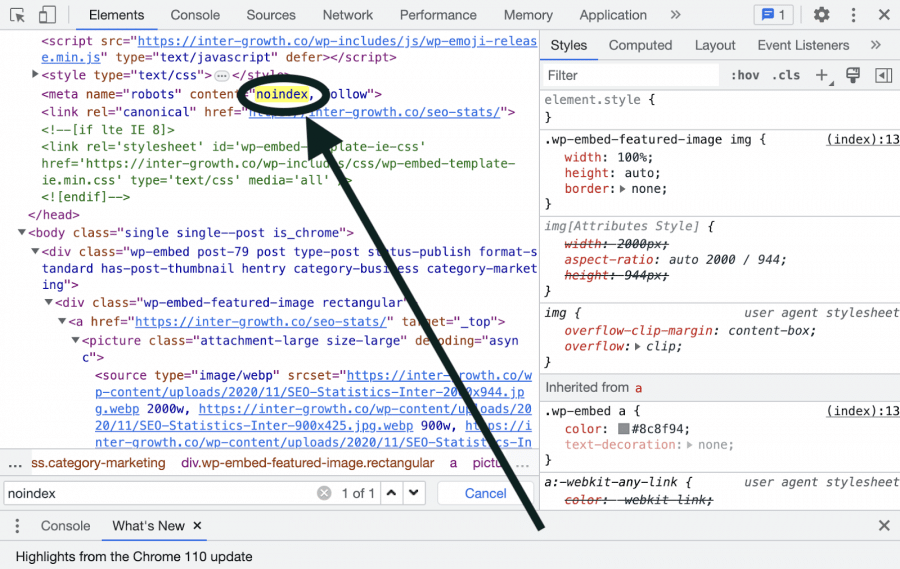 Elements Console Sources Network Performance Memory Application » 1
<script src="https://inter-growth.co/wp-includes/js/wp-emoji-releas
e.min.js" type="text/javascript" defer></script>
<style type="text/css"> … </style>
<meta name="robots" content="noindex, follow">
<link rel="canonical" href="https://inter-growth.co/seo-stats/">
<!--[if lte IE 8]>
<link rel='stylesheet' id='wp-embed-template-ie-css'
href='https://inter-growth.co/wp-includes/css/wp-embed-template-
ie.min.css' type='text/css' media='all' />
<![endif]-->
</head>
<body class="single single--post is_chrome">
<div class="wp-embed post-79 post type-post status-publish format-s
tandard has-post-thumbnail hentry category-business category-market
ing">
<div class="wp-embed-featured-image rectangular"
<a href="https://inter-growth.co/seo-stats/" target="_top">
<picture class="attachment-large size-large" decoding="asyn
c">
<source type="image/webp" srcset="https://inter-growth.co/w
p-content/uploads/2020/11/SEO-Statistics-Inter-2000x944.jp
g.webp 2000w, https://inter-growth.co/wp-content/uploads/20
20/11/SEO-Statistics-Inter-900x425.jpg.webp 900w, https://i
nter-growth.co/wp-content/uploads/2020/11/SEO-Statistics-In
... ss.category-marketing div.wp-embed-featured-image.rectangular a pictu ...
noindex 1 of 1 Cancel
Styles Computed Layout Event Listeners »
Filter :hov .cls +
element.style {
}
.wp-embed-featured-image img { (index):13
width: 100%;
height: auto;
border: none;
}
img[Attributes Style] {
width: 2000px;
aspect-ratio: auto 2000 / 944;
height: 944px;
}
img { user agent stylesheet
overflow-clip-margin: content-box;
overflow: clip;
}
Inherited from a
.wp-embed a { (index):13
color: #8c8f94;
text-decoration: none;
}
a:-webkit-any-link { user agent stylesheet
color: -webkit-link;
Console What's New ×
Highlights from the Chrome 110 update